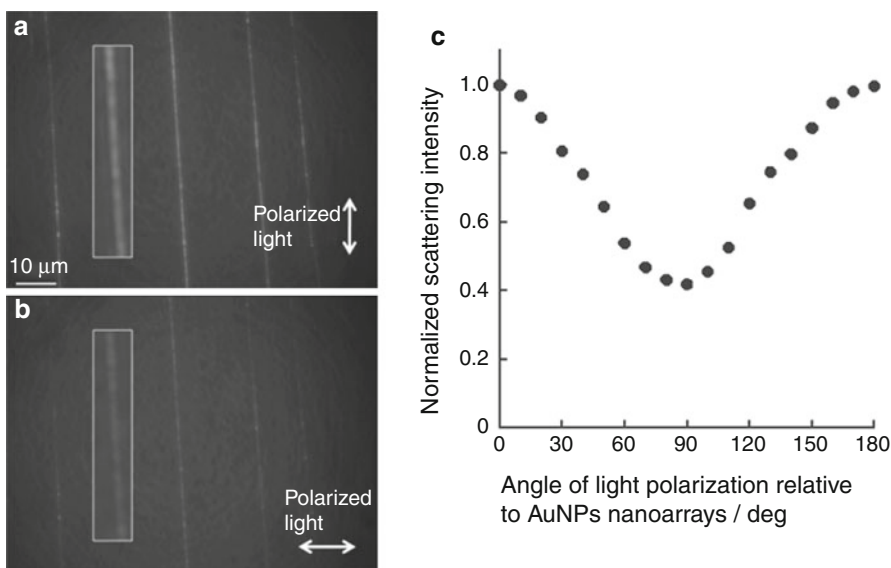 a
Polarized
light
10 μm
b
Polarized
light
c
Normalized scattering intensity
1.0
0.8
0.6
0.4
0.2
0
0 30 60 90 120 150 180
Angle of light polarization relative
to AuNPs nanoarrays / deg